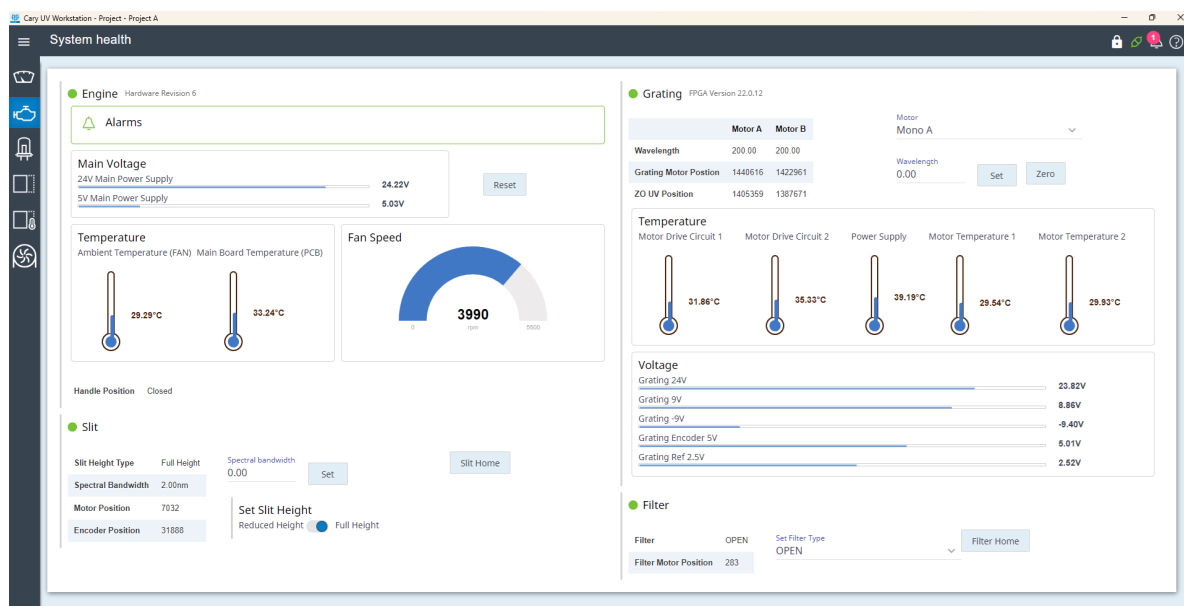 Cary UV Workstation - Project - Project A
System health
1
Engine Hardware Revision 6
Alarms
Main Voltage
24V Main Power Supply
24.22V
5V Main Power Supply
5.03V
Reset
Temperature
Ambient Temperature (FAN) Main Board Temperature (PCB)
29.29°C
33.24°C
Fan Speed
3990
0 rpm 5500
Handle Position Closed
Slit
Slit Height Type Full Height
Spectral Bandwidth 2.00nm
Motor Position 7032
Encoder Position 31888
Spectral bandwidth
0.00
Set
Slit Home
Set Slit Height
Reduced Height Full Height
Grating FPGA Version 22.0.12
Motor A Motor B
Wavelength 200.00 200.00
Grating Motor Postion 1440616 1422961
ZO UV Position 1405359 1387671
Motor
Mono A
Wavelength
0.00
Set
Zero
Temperature
Motor Drive Circuit 1 Motor Drive Circuit 2 Power Supply Motor Temperature 1 Motor Temperature 2
31.86°C 35.33°C 39.19°C 29.54°C 29.93°C
Voltage
Grating 24V
23.82V
Grating 9V
8.86V
Grating -9V
-9.40V
Grating Encoder 5V
5.01V
Grating Ref 2.5V
2.52V
Filter
Filter OPEN
Filter Motor Position 283
Set Filter Type
OPEN
Filter Home